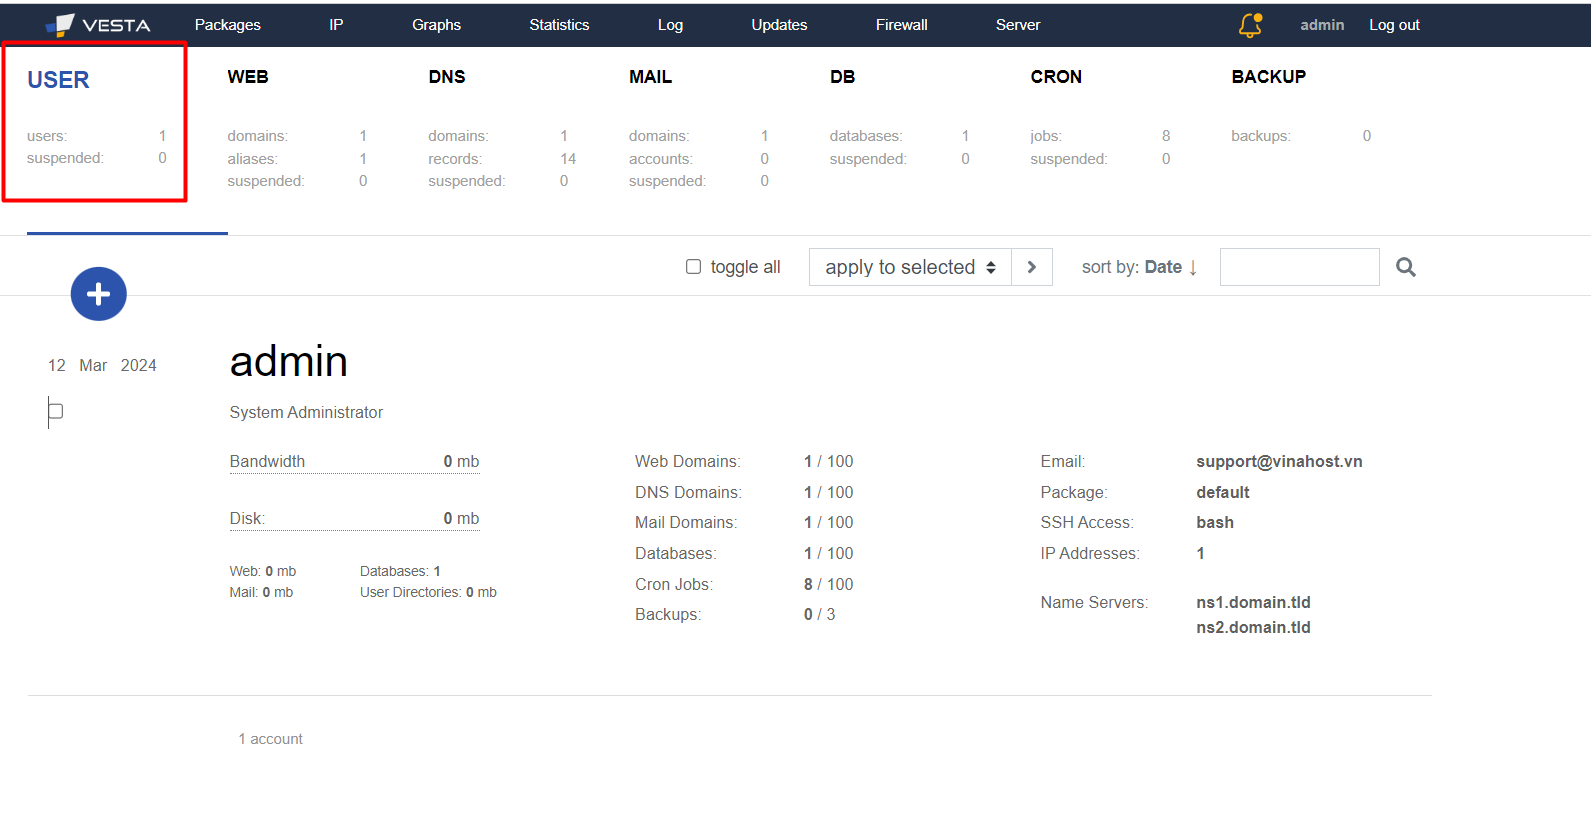 VESTA Packages IP Graphs Statistics Log Updates Firewall Server admin Log out
USER WEB DNS MAIL DB CRON BACKUP
users: 1 domains: 1 domains: 1 domains: 1 databases: 1 jobs: 8 backups: 0
suspended: 0 aliases: 1 records: 14 accounts: 0 suspended: 0 suspended: 0
suspended: 0 suspended: 0 suspended: 0
toggle all apply to selected sort by: Date ↓
12 Mar 2024 admin
System Administrator
Bandwidth 0 mb Web Domains: 1 / 100 Email: support@vinahost.vn
DNS Domains: 1 / 100 Package: default
Disk: 0 mb Mail Domains: 1 / 100 SSH Access: bash
Databases: 1 / 100 IP Addresses: 1
Web: 0 mb Databases: 1 Cron Jobs: 8 / 100
Mail: 0 mb User Directories: 0 mb Name Servers: ns1.domain.tld
Backups: 0 / 3 ns2.domain.tld
1 account